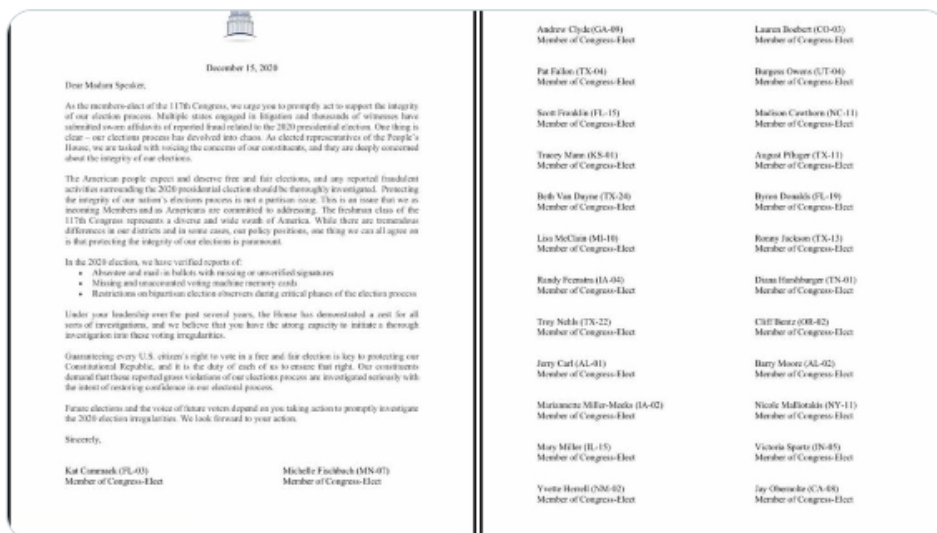 December 15, 2020
Dear Madam Speaker,
As the members-elect of the 117th Congress, we urge you to promptly act to support the integrity
of our election process. Multiple states engaged in litigation and thousands of witnesses have
submitted sworn affidavits of reported fraud related to the 2020 presidential election. One thing is
clear – our elections process has devolved into chaos. As elected representatives of the People's
House, we are tasked with voicing the concerns of our constituents, and they are deeply concerned
about the integrity of our elections.
The American people expect and deserve free and fair elections, and any reported fraudulent
activities surrounding the 2020 presidential election should be thoroughly investigated. Protecting
the integrity of our nation's elections process is not a partisan issue. This is an issue that we as
incoming Members and as Americans are committed to addressing. The freshman class of the
117th Congress represents a diverse and wide swath of America. While there are tremendous
differences in our districts and in some cases, our policy positions, one thing we can all agree on
is that protecting the integrity of our elections is paramount.
In the 2020 election, we have verified reports of:
• Absentee and mail-in ballots with missing or unverified signatures
• Missing and unaccounted voting machine memory cards
• Restrictions on bipartisan election observers during critical phases of the election process
Under your leadership over the past several years, the House has demonstrated a zest for all
sorts of investigations, and we believe that you have the strong capacity to initiate a thorough
investigation into these voting irregularities.
Guaranteeing every U.S. citizen's right to vote in a free and fair election is key to protecting our
Constitutional Republic, and it is the duty of each of us to ensure that right. Our constituents
demand that these reported gross violations of our elections process are investigated seriously with
the intent of restoring confidence in our electoral process.
Future elections and the voice of future voters depend on you taking action to promptly investigate
the 2020 election irregularities. We look forward to your action.
Sincerely,
Kat Cammack (FL-03) Michelle Fischbach (MN-07)
Member of Congress-Elect Member of Congress-Elect
Andrew Clyde (GA-09) Lauren Boebert (CO-03)
Member of Congress-Elect Member of Congress-Elect
Pat Fallon (TX-04) Burgess Owens (UT-04)
Member of Congress-Elect Member of Congress-Elect
Scott Franklin (FL-15) Madison Cawthorn (NC-11)
Member of Congress-Elect Member of Congress-Elect
Tracey Mann (KS-01) August Pfluger (TX-11)
Member of Congress-Elect Member of Congress-Elect
Beth Van Duyne (TX-24) Byron Donalds (FL-19)
Member of Congress-Elect Member of Congress-Elect
Lisa McClain (MI-10) Ronny Jackson (TX-13)
Member of Congress-Elect Member of Congress-Elect
Randy Feenstra (IA-04) Diana Harshbarger (TN-01)
Member of Congress-Elect Member of Congress-Elect
Troy Nehls (TX-22) Cliff Bentz (OR-02)
Member of Congress-Elect Member of Congress-Elect
Jerry Carl (AL-01) Barry Moore (AL-02)
Member of Congress-Elect Member of Congress-Elect
Mariannette Miller-Meeks (IA-02) Nicole Malliotakis (NY-11)
Member of Congress-Elect Member of Congress-Elect
Mary Miller (IL-15) Victoria Spartz (IN-05)
Member of Congress-Elect Member of Congress-Elect
Yvette Herrell (NM-02) Jay Obernolte (CA-08)
Member of Congress-Elect Member of Congress-Elect